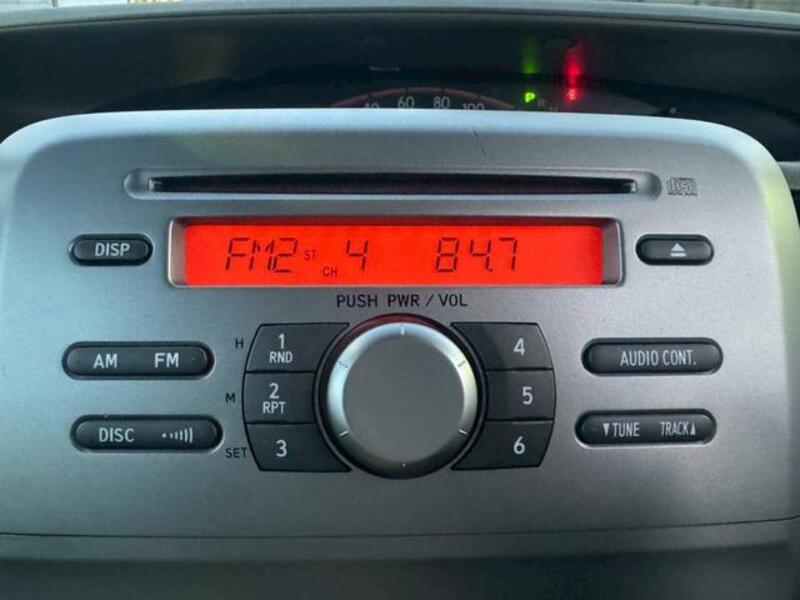 40 60 80 100
P R N
DISP
FM2 ST CH 4 84.7
PUSH PWR / VOL
AM FM
H 1 RND
4
AUDIO CONT.
M 2 RPT
5
DISC
SET 3
6
▼TUNE TRACK▲